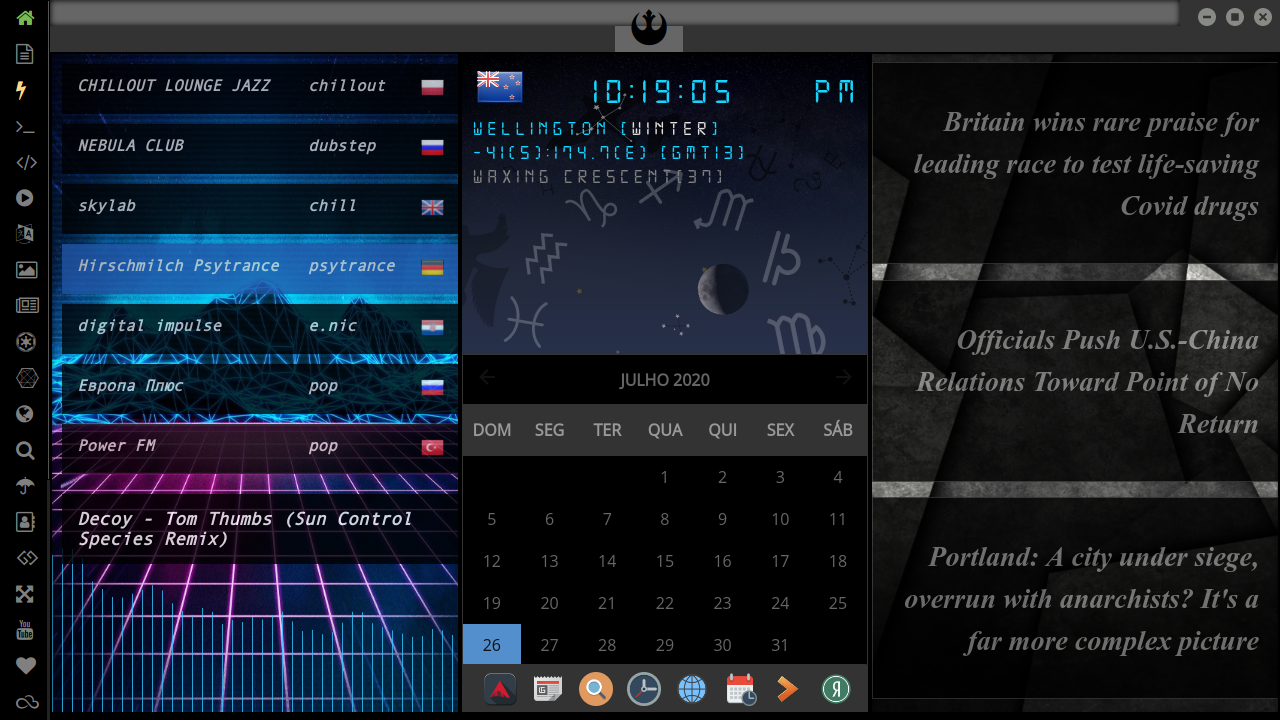 CHILLOUT LOUNGE JAZZ chillout
NEBULA CLUB dubstep
skylab chill
Hirschmilch Psytrance psytrance
digital impulse e.nic
Европа Плюс pop
Power FM pop
Decoy - Tom Thumbs (Sun Control
Species Remix)
10:19:05 PM
WELLINGTON [WINTER]
-41(S):174.7(E) [GMT13]
WAXING CRESCENT[37]
JULHO 2020
DOM SEG TER QUA QUI SEX SÁB
1 2 3 4
5 6 7 8 9 10 11
12 13 14 15 16 17 18
19 20 21 22 23 24 25
26 27 28 29 30 31
Britain wins rare praise for
leading race to test life-saving
Covid drugs
Officials Push U.S.-China
Relations Toward Point of No
Return
Portland: A city under siege,
overrun with anarchists? It's a
far more complex picture
You
Tube
Я